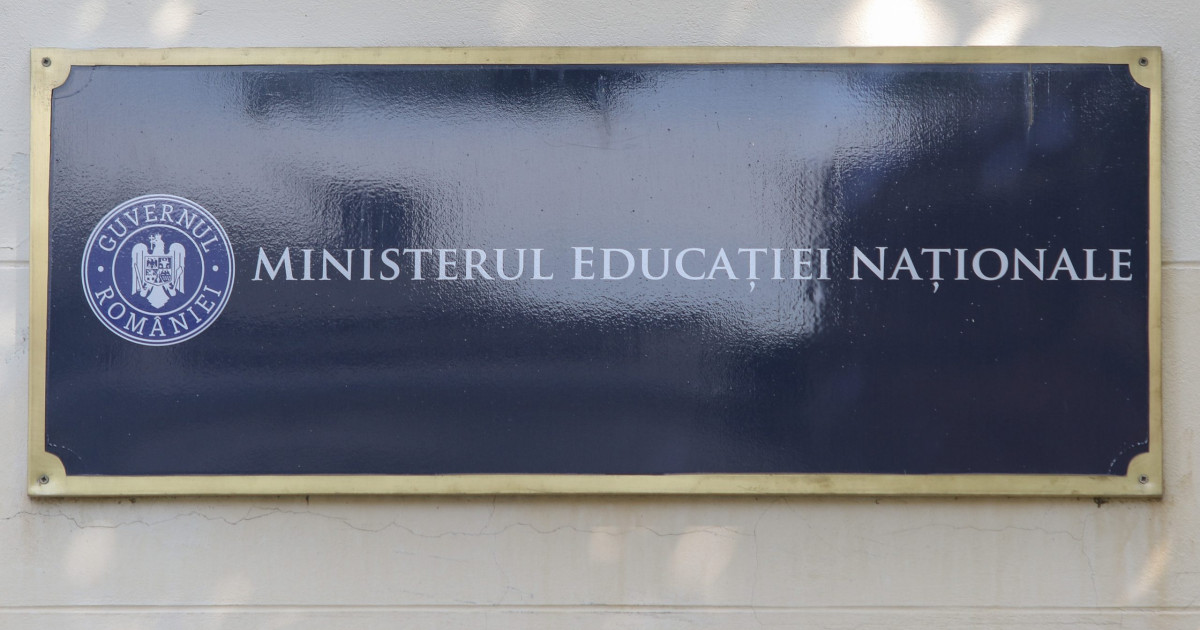 GUVERNUL
ROMÂNIEI
MINISTERUL EDUCAȚIEI NAȚIONALE